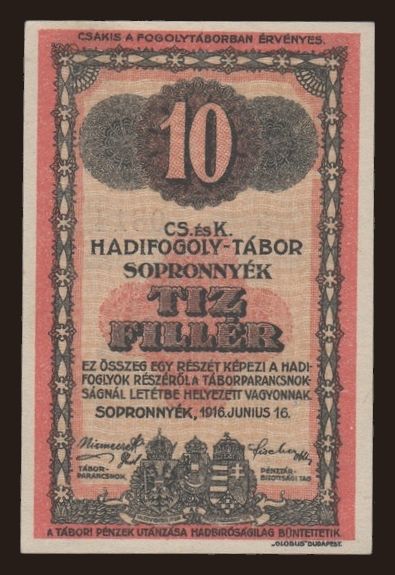 CSAKIS A FOGOLYTÁBORBAN ÉRVÉNYES.
10
CS. ÉS K.
HADIFOGOLY-TÁBOR
SOPRONNYÉK
TIZ
FILLÉR
EZ ÖSSZEG EGY RÉSZÉT KÉPEZI A HADI-
FOGLYOK RÉSZÉRŐL A TÁBORPARANCSNOK-
SÁGNÁL LETÉTBE HELYEZETT VAGYONNAK.
SOPRONNYÉK, 1916. JUNIUS 16.
TÁBOR-
PARANCSNOK.
PÉNZTÁR-
BIZOTTSÁGI TAG
A TÁBORI PÉNZEK UTÁNZÁSA HADBIRÓSÁGILAG BÜNTETTETIK.
„GLOBUS” BUDAPEST.